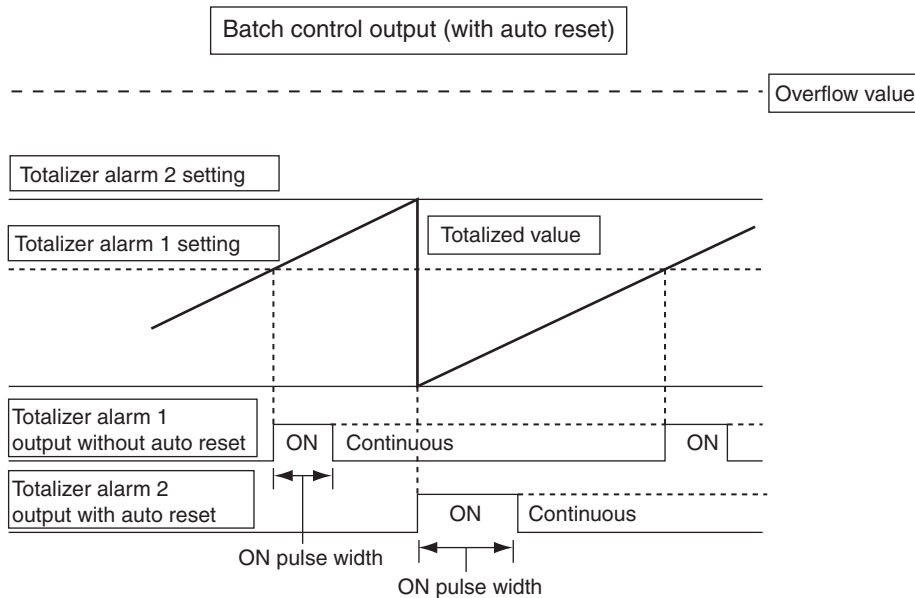 Batch control output (with auto reset)
Overflow value
Totalizer alarm 2 setting
Totalizer alarm 1 setting
Totalized value
Totalizer alarm 1
output without auto reset
ON
Continuous
ON
Totalizer alarm 2
output with auto reset
ON
Continuous
ON pulse width
ON pulse width